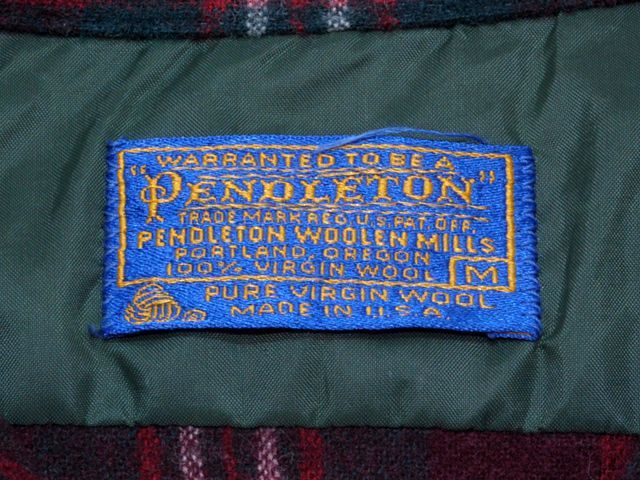 WARRANTED TO BE A
"PENDLETON"
TRADE MARK REG. U.S. PAT. OFF.
PENDLETON WOOLEN MILLS
PORTLAND, OREGON
100% VIRGIN WOOL M
PURE VIRGIN WOOL
MADE IN U.S.A.